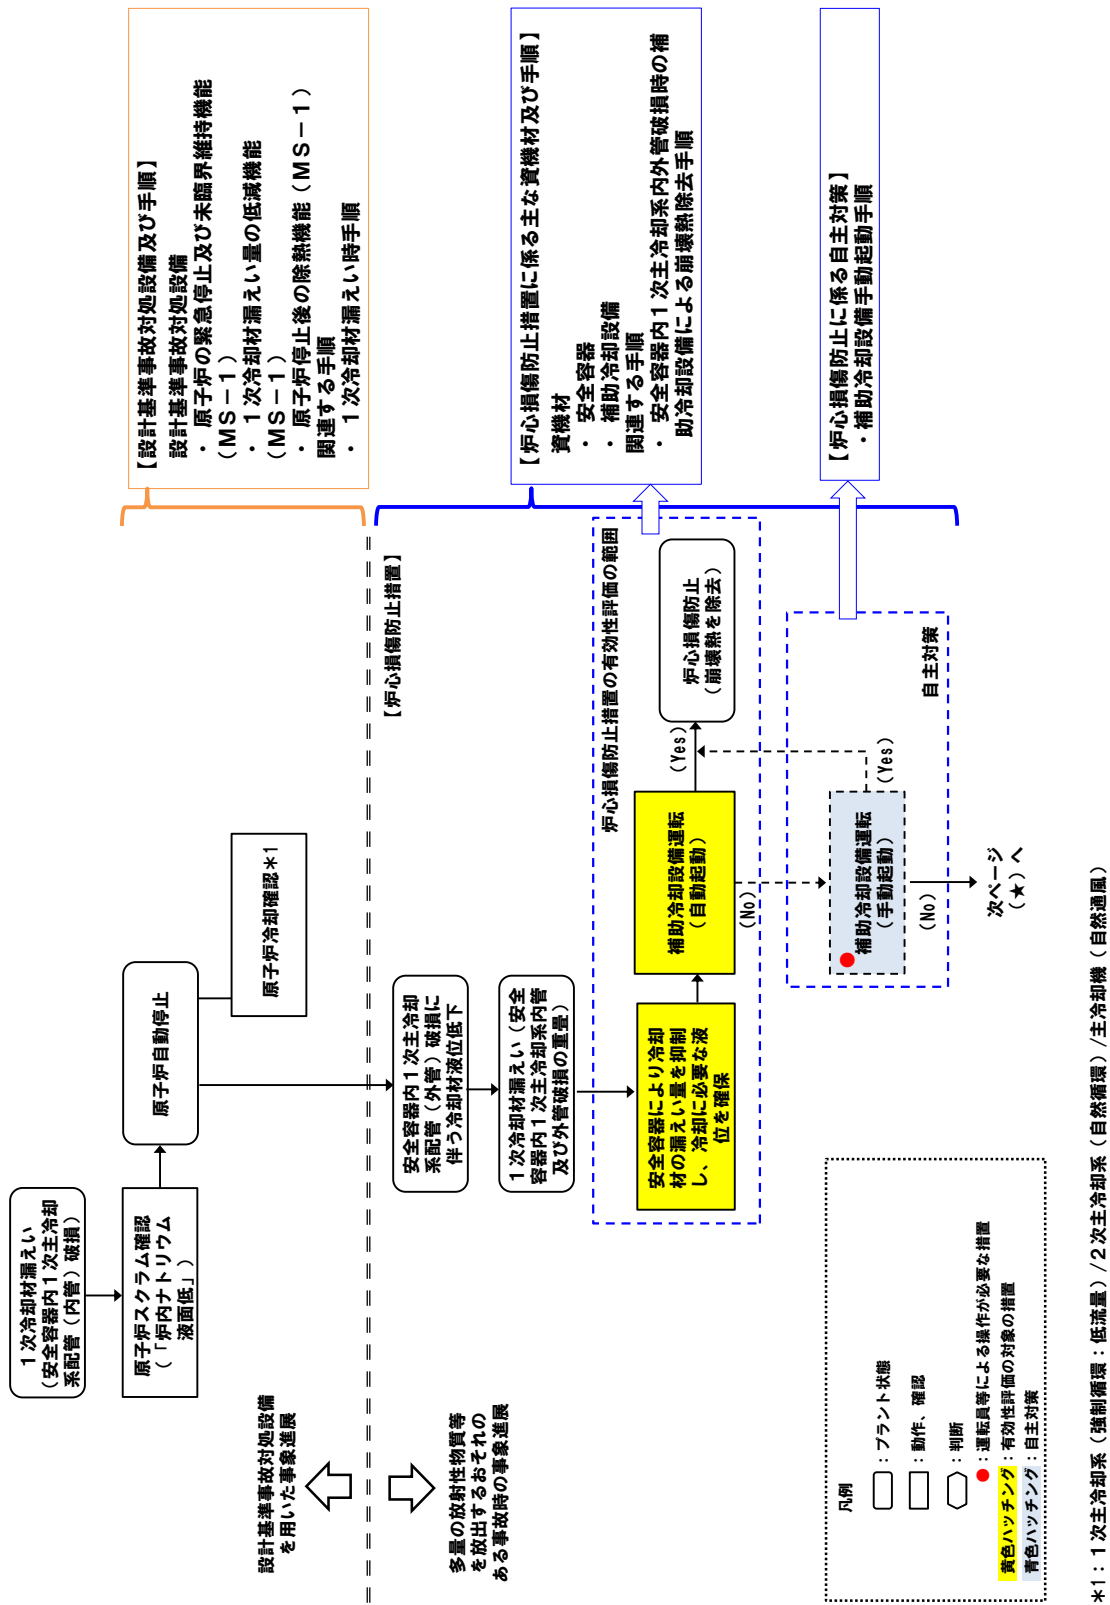 1次冷却材漏えい
（安全容器内1次主冷却
系配管（内管）破損）
原子炉スクラム確認
（「炉内ナトリウム
液面低」）
原子炉自動停止
原子炉冷却確認＊1
設計基準事故対処設備
を用いた事象進展
多量の放射性物質等
を放出するおそれの
ある事故時の事象進展
【設計基準事故対処設備及び手順】
設計基準事故対処設備
・原子炉の緊急停止及び未臨界維持機能
（MS－1）
・1次冷却材漏えい量の低減機能
（MS－1）
・原子炉停止後の除熱機能（MS－1）
関連する手順
・1次冷却材漏えい時手順
【炉心損傷防止措置】
安全容器内1次主冷却
系配管（外管）破損に
伴う冷却材液位低下
1次冷却材漏えい（安全
容器内1次主冷却系内管
及び外管破損の重畳）
炉心損傷防止措置の有効性評価の範囲
安全容器により冷却
材の漏えい量を抑制
し、冷却に必要な液
位を確保
補助冷却設備運転
（自動起動）
（Yes）
（No）
炉心損傷防止
（崩壊熱を除去）
補助冷却設備運転
（手動起動）
（Yes）
（No）
自主対策
次ページ
（★）へ
【炉心損傷防止措置に係る主な資機材及び手順】
資機材
・安全容器
・補助冷却設備
関連する手順
・安全容器内1次主冷却系内外管破損時の補
助冷却設備による崩壊熱除去手順
【炉心損傷防止に係る自主対策】
・補助冷却設備手動起動手順
凡例
：プラント状態
：動作、確認
：判断
：運転員等による操作が必要な措置
黄色ハッチング：有効性評価の対象の措置
青色ハッチング：自主対策
＊1：1次主冷却系（強制循環：低流量）/2次主冷却系（自然循環）/主冷却機（自然通風）